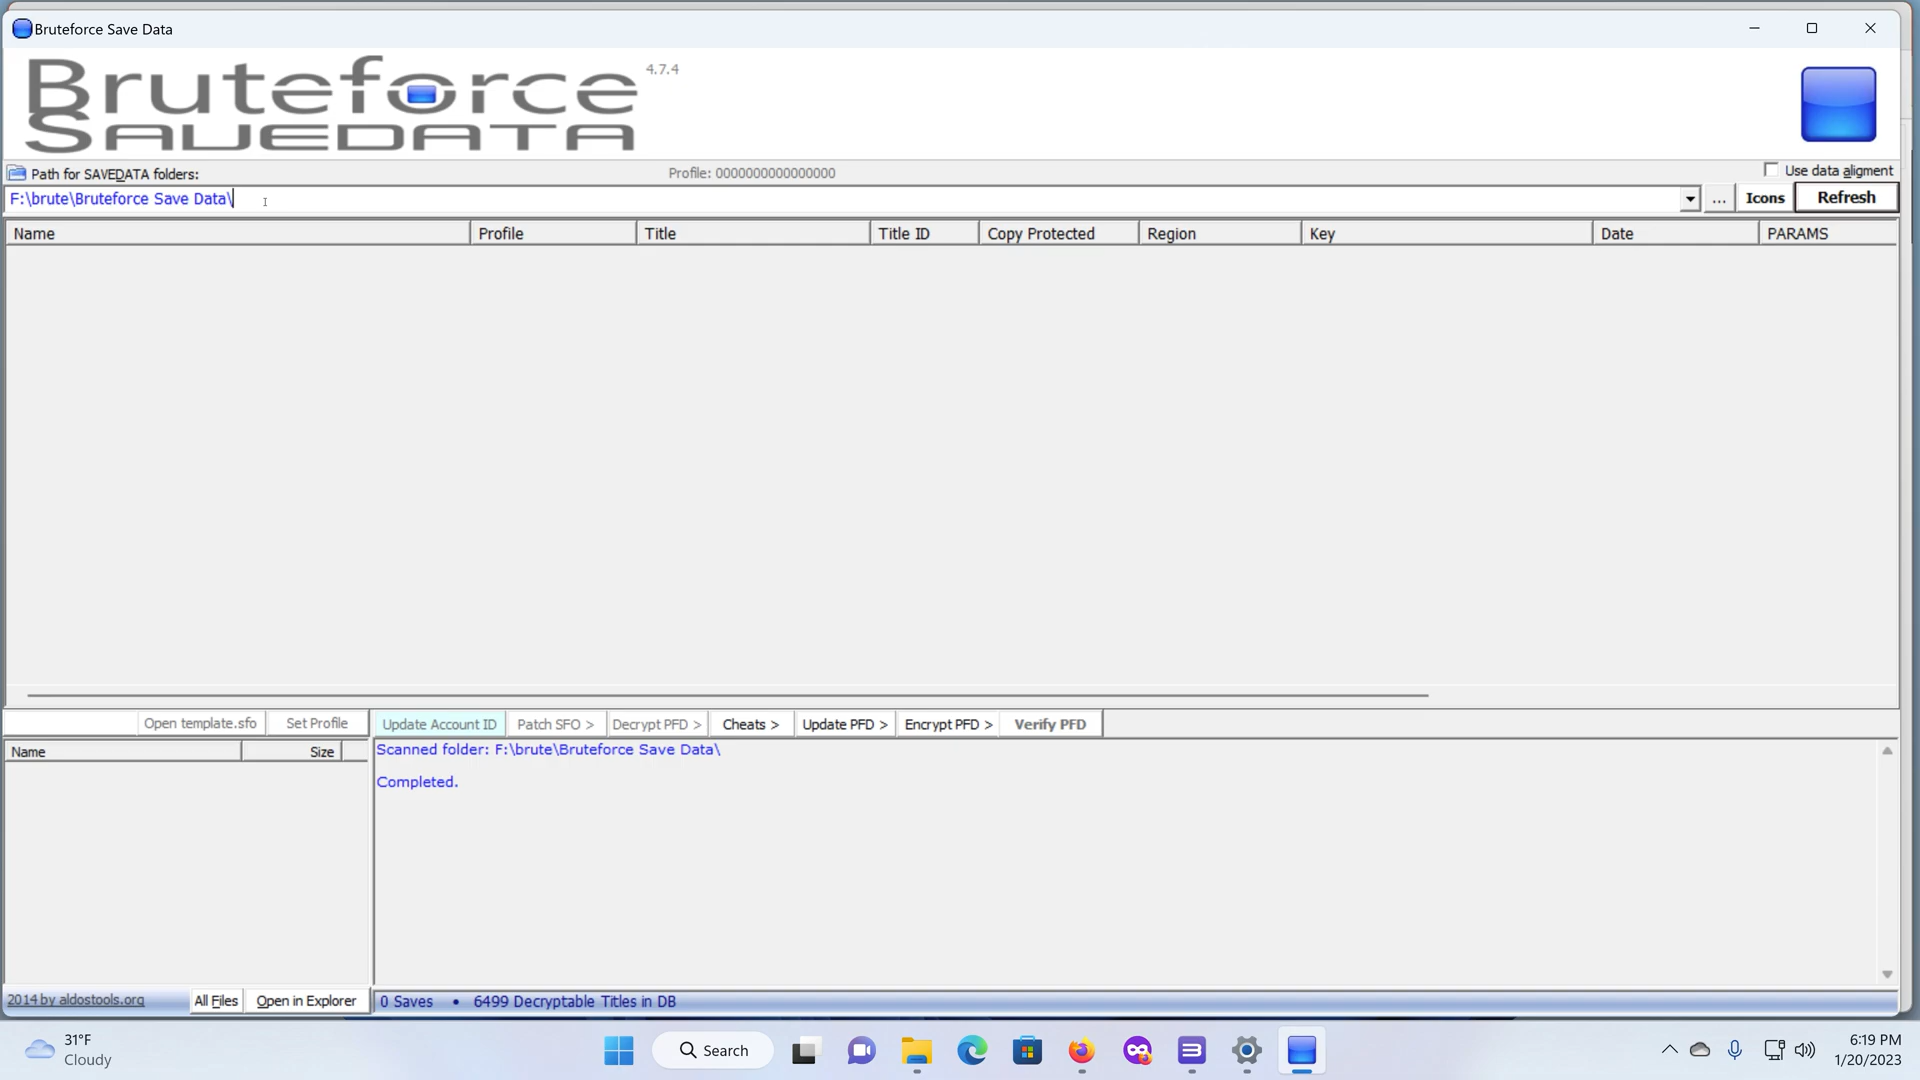 Bruteforce Save Data
Bruteforce
SAVEDATA
4.7.4
Path for SAVEDATA folders:
Profile: 0000000000000000
Use data aligment
F:\brute\Bruteforce Save Data\
...
Icons
Refresh
Name
Profile
Title
Title ID
Copy Protected
Region
Key
Date
PARAMS
Open template.sfo
Set Profile
Update Account ID
Patch SFO >
Decrypt PFD >
Cheats >
Update PFD >
Encrypt PFD >
Verify PFD
Name
Size
Scanned folder: F:\brute\Bruteforce Save Data\
Completed.
2014 by aldostools.org
All Files
Open in Explorer
0 Saves • 6499 Decryptable Titles in DB
31°F
Cloudy
Search
6:19 PM
1/20/2023